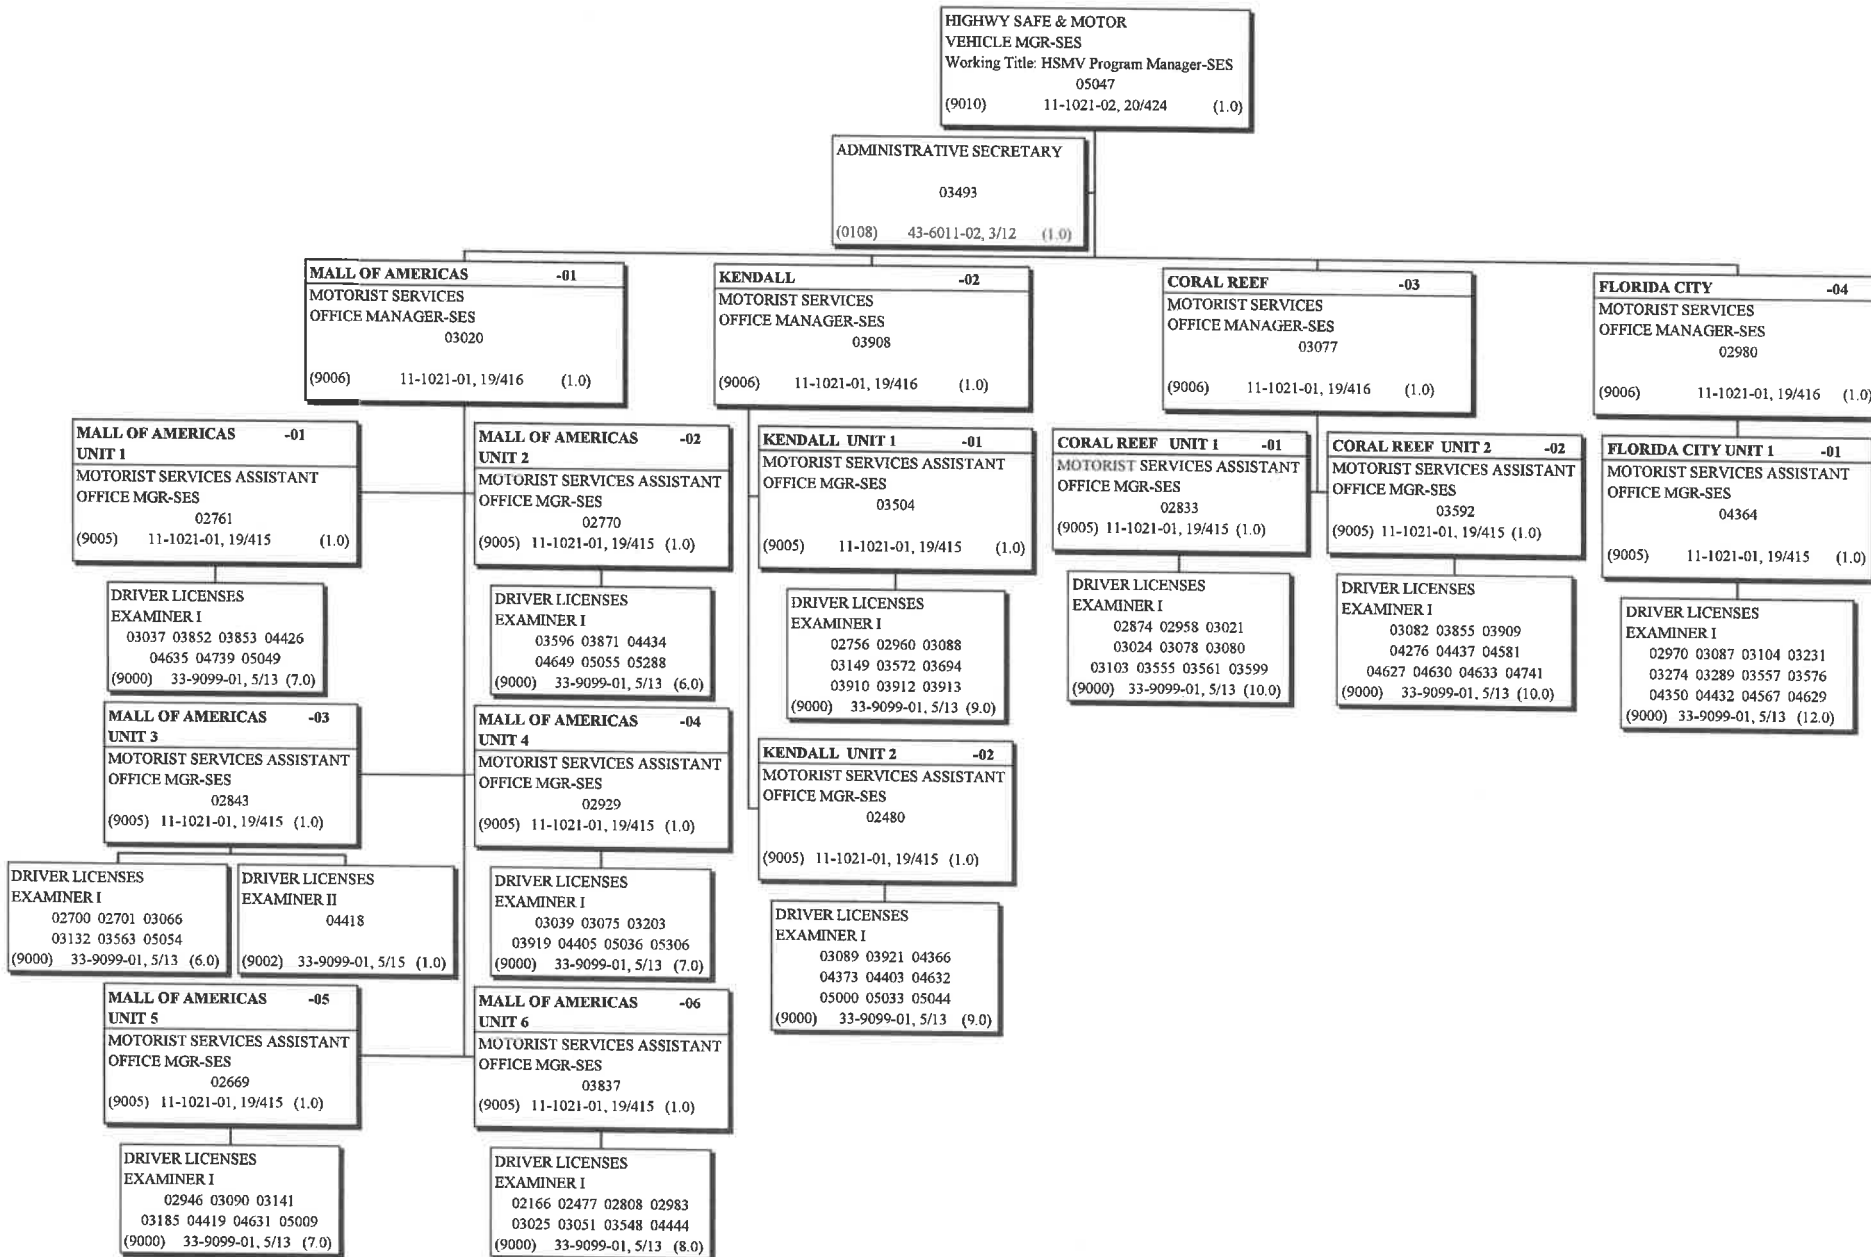 HIGHWY SAFE & MOTOR
VEHICLE MGR-SES
Working Title: HSMV Program Manager-SES
05047
(9010) 11-1021-02, 20/424 (1.0)
ADMINISTRATIVE SECRETARY
03493
(0108) 43-6011-02, 3/12 (1.0)
MALL OF AMERICAS -01
MOTORIST SERVICES
OFFICE MANAGER-SES
03020
(9006) 11-1021-01, 19/416 (1.0)
KENDALL -02
MOTORIST SERVICES
OFFICE MANAGER-SES
03908
(9006) 11-1021-01, 19/416 (1.0)
CORAL REEF -03
MOTORIST SERVICES
OFFICE MANAGER-SES
03077
(9006) 11-1021-01, 19/416 (1.0)
FLORIDA CITY -04
MOTORIST SERVICES
OFFICE MANAGER-SES
02980
(9006) 11-1021-01, 19/416 (1.0)
MALL OF AMERICAS -01
UNIT 1
MOTORIST SERVICES ASSISTANT
OFFICE MGR-SES
02761
(9005) 11-1021-01, 19/415 (1.0)
MALL OF AMERICAS -02
UNIT 2
MOTORIST SERVICES ASSISTANT
OFFICE MGR-SES
02770
(9005) 11-1021-01, 19/415 (1.0)
KENDALL UNIT 1 -01
MOTORIST SERVICES ASSISTANT
OFFICE MGR-SES
03504
(9005) 11-1021-01, 19/415 (1.0)
CORAL REEF UNIT 1 -01
MOTORIST SERVICES ASSISTANT
OFFICE MGR-SES
02833
(9005) 11-1021-01, 19/415 (1.0)
CORAL REEF UNIT 2 -02
MOTORIST SERVICES ASSISTANT
OFFICE MGR-SES
03592
(9005) 11-1021-01, 19/415 (1.0)
FLORIDA CITY UNIT 1 -01
MOTORIST SERVICES ASSISTANT
OFFICE MGR-SES
04364
(9005) 11-1021-01, 19/415 (1.0)
DRIVER LICENSES
EXAMINER I
03037 03852 03853 04426
04635 04739 05049
(9000) 33-9099-01, 5/13 (7.0)
DRIVER LICENSES
EXAMINER I
03596 03871 04434
04649 05055 05288
(9000) 33-9099-01, 5/13 (6.0)
DRIVER LICENSES
EXAMINER I
02756 02960 03088
03149 03572 03694
03910 03912 03913
(9000) 33-9099-01, 5/13 (9.0)
DRIVER LICENSES
EXAMINER I
02874 02958 03021
03024 03078 03080
03103 03555 03561 03599
(9000) 33-9099-01, 5/13 (10.0)
DRIVER LICENSES
EXAMINER I
03082 03855 03909
04276 04437 04581
04627 04630 04633 04741
(9000) 33-9099-01, 5/13 (10.0)
DRIVER LICENSES
EXAMINER I
02970 03087 03104 03231
03274 03289 03557 03576
04350 04432 04567 04629
(9000) 33-9099-01, 5/13 (12.0)
MALL OF AMERICAS -03
UNIT 3
MOTORIST SERVICES ASSISTANT
OFFICE MGR-SES
02843
(9005) 11-1021-01, 19/415 (1.0)
MALL OF AMERICAS -04
UNIT 4
MOTORIST SERVICES ASSISTANT
OFFICE MGR-SES
02929
(9005) 11-1021-01, 19/415 (1.0)
KENDALL UNIT 2 -02
MOTORIST SERVICES ASSISTANT
OFFICE MGR-SES
02480
(9005) 11-1021-01, 19/415 (1.0)
DRIVER LICENSES
EXAMINER I
02700 02701 03066
03132 03563 05054
(9000) 33-9099-01, 5/13 (6.0)
DRIVER LICENSES
EXAMINER II
04418
(9002) 33-9099-01, 5/15 (1.0)
DRIVER LICENSES
EXAMINER I
03039 03075 03203
03919 04405 05036 05306
(9000) 33-9099-01, 5/13 (7.0)
DRIVER LICENSES
EXAMINER I
03089 03921 04366
04373 04403 04632
05000 05033 05044
(9000) 33-9099-01, 5/13 (9.0)
MALL OF AMERICAS -05
UNIT 5
MOTORIST SERVICES ASSISTANT
OFFICE MGR-SES
02669
(9005) 11-1021-01, 19/415 (1.0)
MALL OF AMERICAS -06
UNIT 6
MOTORIST SERVICES ASSISTANT
OFFICE MGR-SES
03837
(9005) 11-1021-01, 19/415 (1.0)
DRIVER LICENSES
EXAMINER I
02946 03090 03141
03185 04419 04631 05009
(9000) 33-9099-01, 5/13 (7.0)
DRIVER LICENSES
EXAMINER I
02166 02477 02808 02983
03025 03051 03548 04444
(9000) 33-9099-01, 5/13 (8.0)